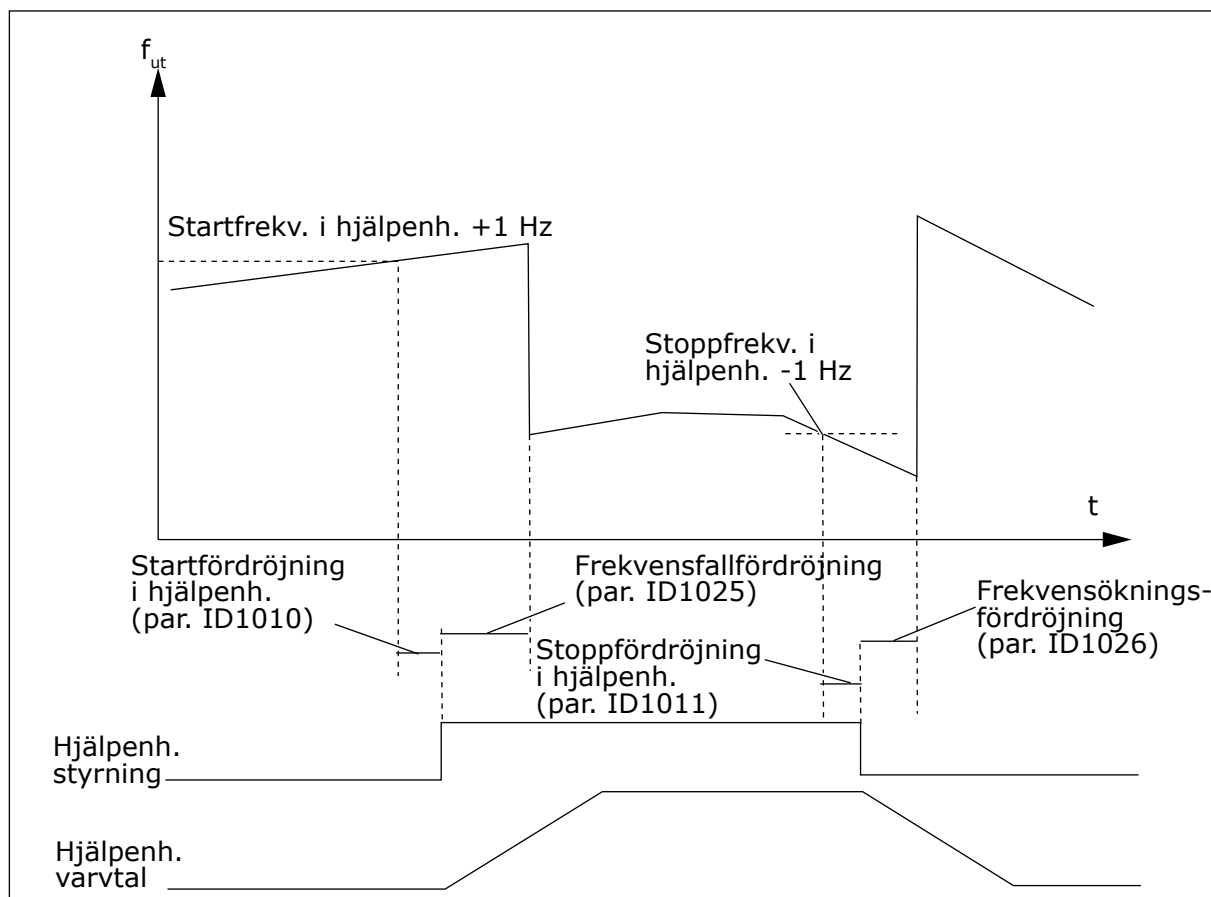 f_ut
Startfrekv. i hjälpenh. +1 Hz
Stoppfrekv. i
hjälpenh. -1 Hz
t
Startfördröjning
i hjälpenh.
(par. ID1010)
Frekvensfallfördröjning
(par. ID1025)
Frekvensöknings-
fördröjning
(par. ID1026)
Stoppfördröjning
i hjälpenh.
(par. ID1011)
Hjälpenh.
styrning
Hjälpenh.
varvtal